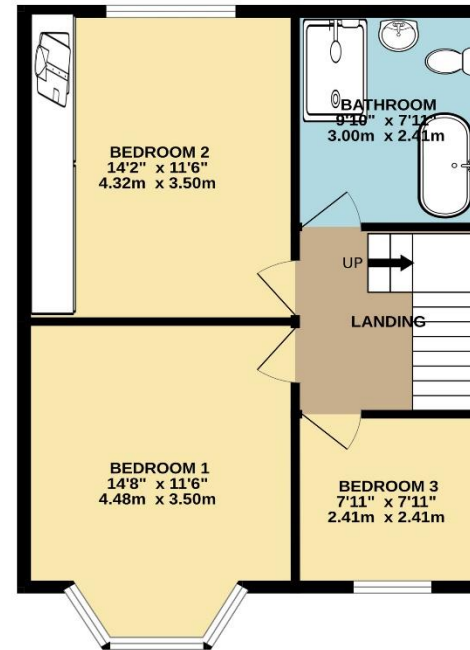 BATHROOM
9'10" x 7'11"
3.00m x 2.41m
BEDROOM 2
14'2" x 11'6"
4.32m x 3.50m
UP
LANDING
BEDROOM 1
14'8" x 11'6"
4.48m x 3.50m
BEDROOM 3
7'11" x 7'11"
2.41m x 2.41m